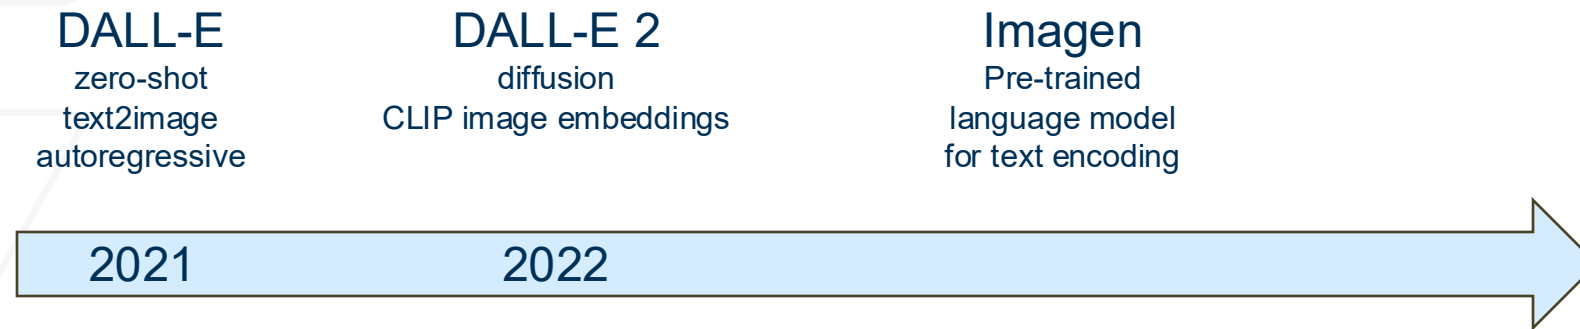 DALL-E
zero-shot
text2image
autoregressive
DALL-E 2
diffusion
CLIP image embeddings
Imagen
Pre-trained
language model
for text encoding
2021
2022